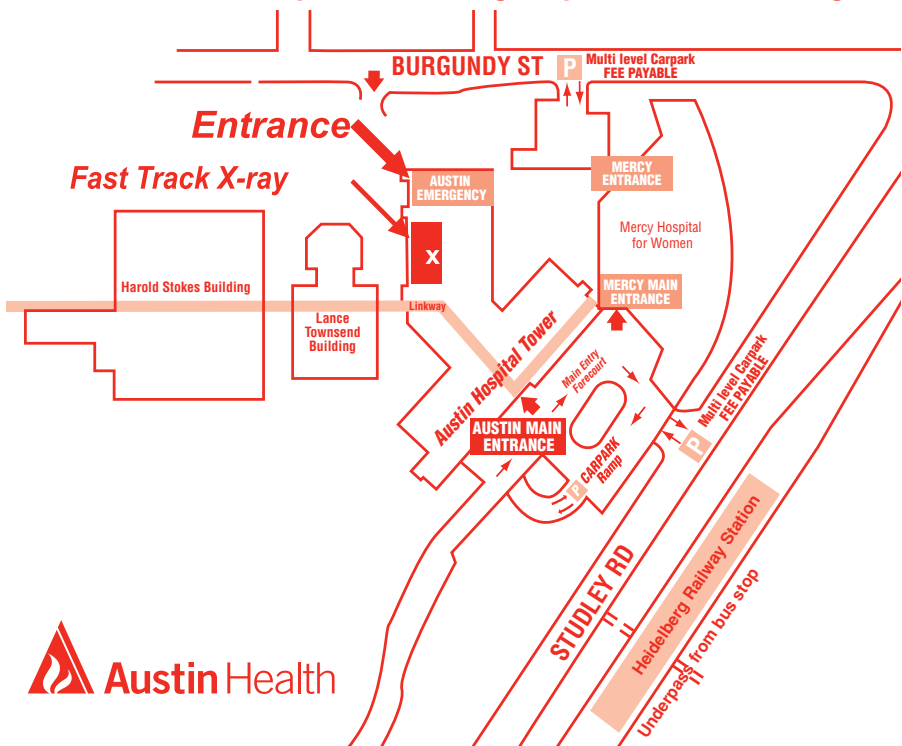 BURGUNDY ST
P
Multi level Carpark
FEE PAYABLE
Entrance
Fast Track X-ray
AUSTIN
EMERGENCY
MERCY
ENTRANCE
X
Mercy Hospital
for Women
Harold Stokes Building
MERCY MAIN
ENTRANCE
Linkway
Lance
Townsend
Building
Austin Hospital Tower
Main Entry
Forecourt
Multi level Carpark
FEE PAYABLE
P
AUSTIN MAIN
ENTRANCE
P CARPARK
Ramp
STUDLEY RD
Heidelberg Railway Station
Underpass from bus stop
Austin Health